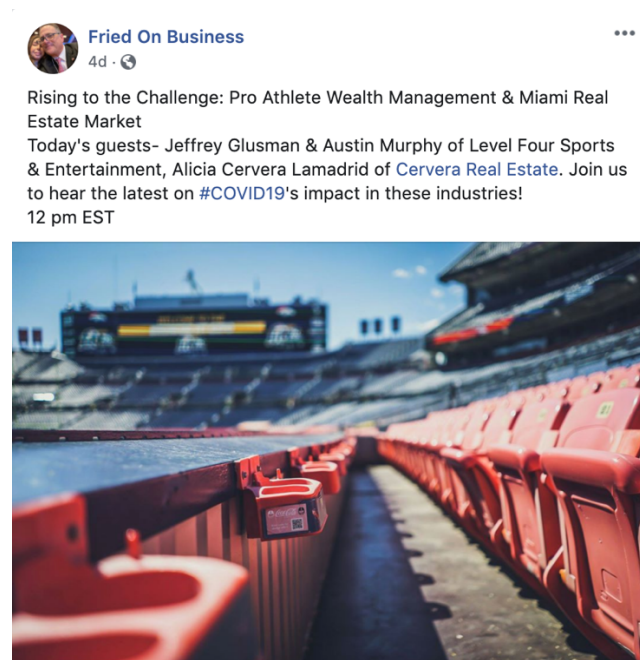 Fried On Business
4d ·
Rising to the Challenge: Pro Athlete Wealth Management & Miami Real
Estate Market
Today's guests- Jeffrey Glusman & Austin Murphy of Level Four Sports
& Entertainment, Alicia Cervera Lamadrid of Cervera Real Estate. Join us
to hear the latest on #COVID19's impact in these industries!
12 pm EST